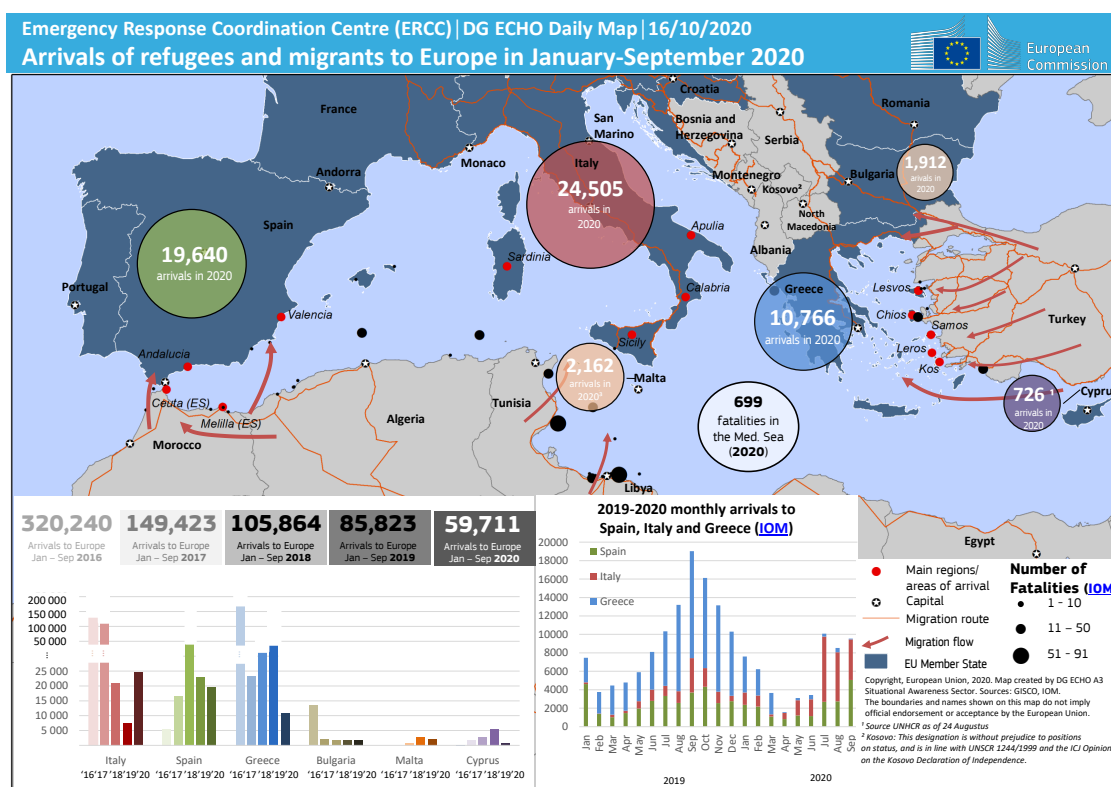 Emergency Response Coordination Centre (ERCC)|DG ECHO Daily Map|16/10/2020
Arrivals of refugees and migrants to Europe in January-September 2020
European
Commission
France
Croatia
Romania
Bosnia and
Herzegovina
San
Marino
Serbia
Monaco
Italy
24,505
arrivals in
2020
Andorra
Montenegro
Kosovo²
Bulgaria
1,912
arivals in
2020
North
Macedonia
Albania
Spain
19,640
arrivals in 2020
Portugal
Sardinia
Apulia
Calabria
Greece
10,766
arrivals in 2020
Lesvos
Chios
Samos
Leros
Kos
Turkey
Valencia
Andalucia
Ceuta (ES)
Melilla (ES)
Morocco
Algeria
Tunisia
Sicily
2,162
arrivals in
2020¹
Malta
699
fatalities in
the Med. Sea
(2020)
726 ¹
arrivals in
2020
Cypru
Libya
Egypt
320,240
Arrivals to Europe
Jan – Sep 2016
149,423
Arrivals to Europe
Jan – Sep 2017
105,864
Arrivals to Europe
Jan – Sep 2018
85,823
Arrivals to Europe
Jan – Sep 2019
59,711
Arrivals to Europe
Jan – Sep 2020
200 000
150 000
100 000
50 000
...
25 000
20 000
15 000
10 000
5 000
Italy
Spain
Greece
Bulgaria
Malta
Cyprus
'16'17 '18'19'20
'16'17 '18'19'20
'16'17 '18'19'20
'16'17 '18'19'20
'16'17 '18'19'20
'16'17 '18'19'20
2019-2020 monthly arrivals to
Spain, Italy and Greece (IOM)
20000
18000
16000
14000
12000
10000
8000
6000
4000
2000
0
Spain
Italy
Greece
Jan Feb Mar Apr May Jun Jul Aug Sep Oct Nov Dec Jan Feb Mar Apr May Jun Jul Aug Sep
2019
2020
Main regions/
areas of arrival
Capital
Migration route
Migration flow
EU Member State
Number of
Fatalities (IOM
1 - 10
11 – 50
51 - 91
Copyright, European Union, 2020. Map created by DG ECHO A3
Situational Awareness Sector. Sources: GISCO, IOM.
The boundaries and names shown on this map do not imply
official endorsement or acceptance by the European Union.
¹ Source UNHCR as of 24 Augustus
² Kosovo: This designation is without prejudice to positions
on status, and is in line with UNSCR 1244/1999 and the ICJ Opinion
on the Kosovo Declaration of Independence.